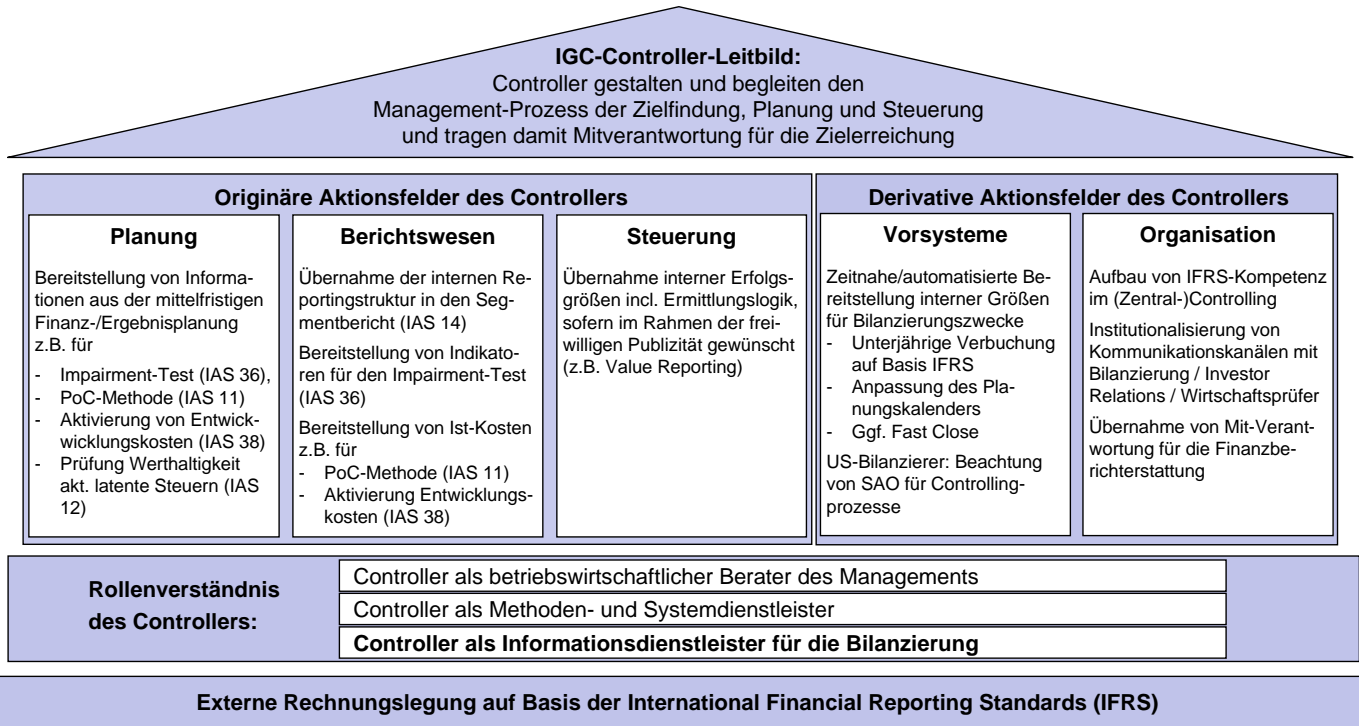 IGC-Controller-Leitbild:
Controller gestalten und begleiten den
Management-Prozess der Zielfindung, Planung und Steuerung
und tragen damit Mitverantwortung für die Zielerreichung
Originäre Aktionsfelder des Controllers
Planung
Bereitstellung von Informa-
tionen aus der mittelfristigen
Finanz-/Ergebnisplanung
z.B. für
- Impairment-Test (IAS 36),
- PoC-Methode (IAS 11)
- Aktivierung von Entwick-
wicklungskosten (IAS 38)
- Prüfung Werthaltigkeit
akt. latente Steuern (IAS
12)
Berichtswesen
Übernahme der internen Re-
portingstruktur in den Seg-
mentbericht (IAS 14)
Bereitstellung von Indikato-
ren für den Impairment-Test
(IAS 36)
Bereitstellung von Ist-Kosten
z.B. für
- PoC-Methode (IAS 11)
- Aktivierung Entwicklungs-
kosten (IAS 38)
Steuerung
Übernahme interner Erfolgs-
größen incl. Ermittlungslogik,
sofern im Rahmen der frei-
willigen Publizität gewünscht
(z.B. Value Reporting)
Derivative Aktionsfelder des Controllers
Vorsysteme
Zeitnahe/automatisierte Be-
reitstellung interner Größen
für Bilanzierungszwecke
- Unterjährige Verbuchung
auf Basis IFRS
- Anpassung des Pla-
nungskalenders
- Ggf. Fast Close
US-Bilanzierer: Beachtung
von SAO für Controlling-
prozesse
Organisation
Aufbau von IFRS-Kompetenz
im (Zentral-)Controlling
Institutionalisierung von
Kommunikationskanälen mit
Bilanzierung / Investor
Relations / Wirtschaftsprüfer
Übernahme von Mit-Verant-
wortung für die Finanzbe-
richterstattung
Rollenverständnis
des Controllers:
Controller als betriebswirtschaftlicher Berater des Managements
Controller als Methoden- und Systemdienstleister
Controller als Informationsdienstleister für die Bilanzierung
Externe Rechnungslegung auf Basis der International Financial Reporting Standards (IFRS)